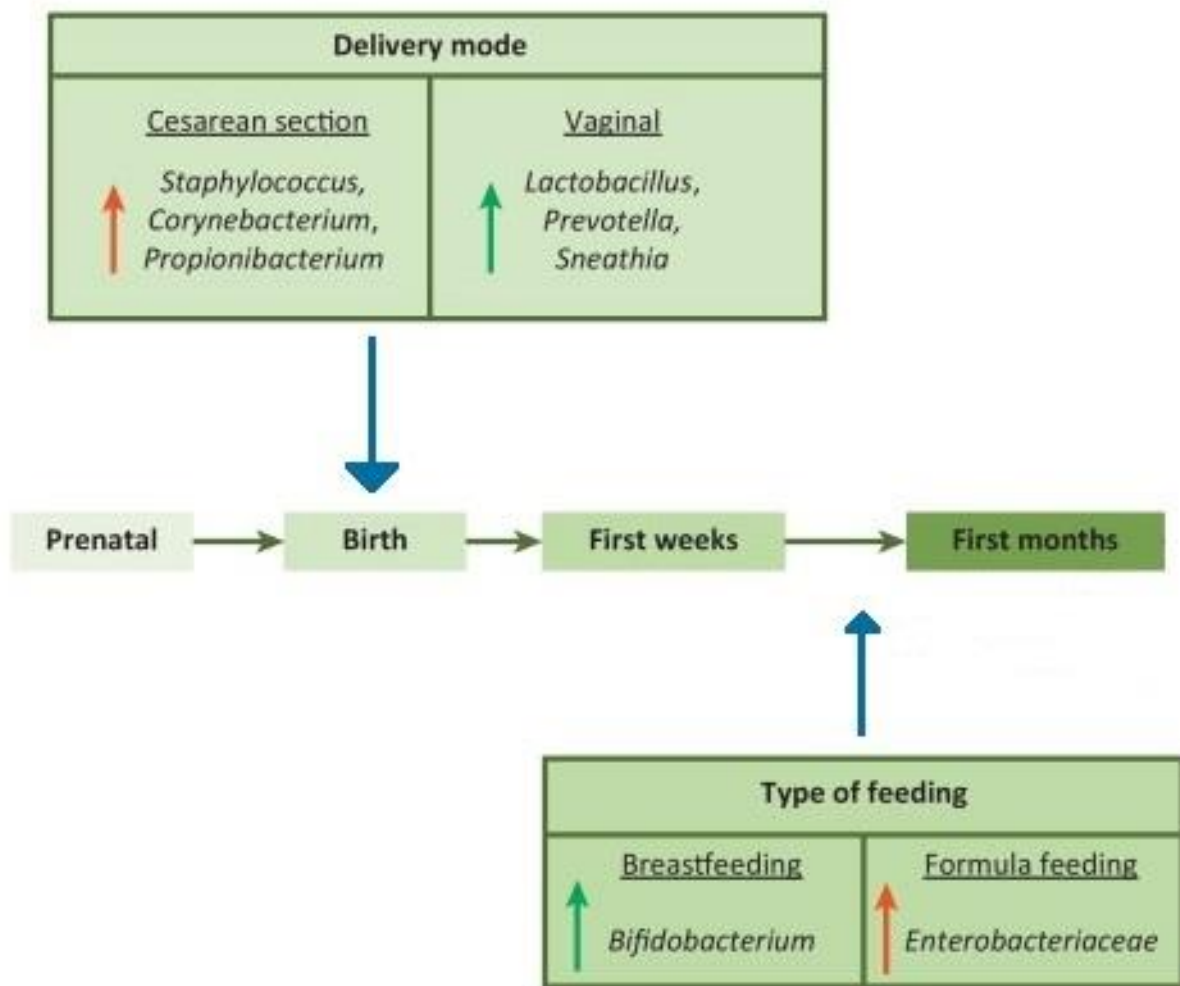 Delivery mode
Cesarean section
Staphylococcus,
Corynebacterium,
Propionibacterium
Vaginal
Lactobacillus,
Prevotella,
Sneathia
Prenatal
Birth
First weeks
First months
Type of feeding
Breastfeeding
Bifidobacterium
Formula feeding
Enterobacteriaceae